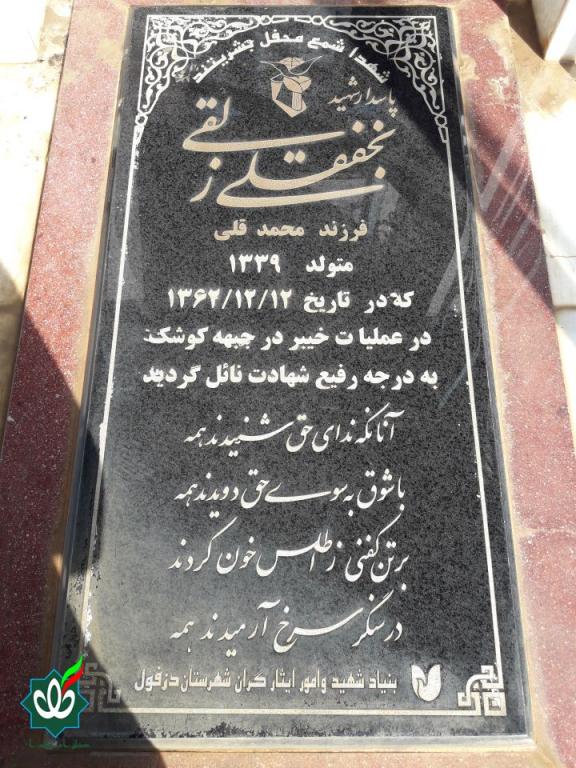 شهدا شمع محفل بشریتند
پاسدار شهید
نجفقلی زلقی
فرزند محمد قلی
متولد ۱۳۳۹
که در تاریخ ۱۳۶۲/۱۲/۱۲
در عملیات خیبر در جبهه کوشک
به درجه رفیع شهادت نائل گردید
آنانکه ندای حق شنیدند همه
با شوق به سوی حق دویدند همه
بر تن کفنی ز اطلس خون کردند
در سنگر سرخ آرمیدند همه
بنیاد شهید و امور ایثارگران شهرستان دزفول